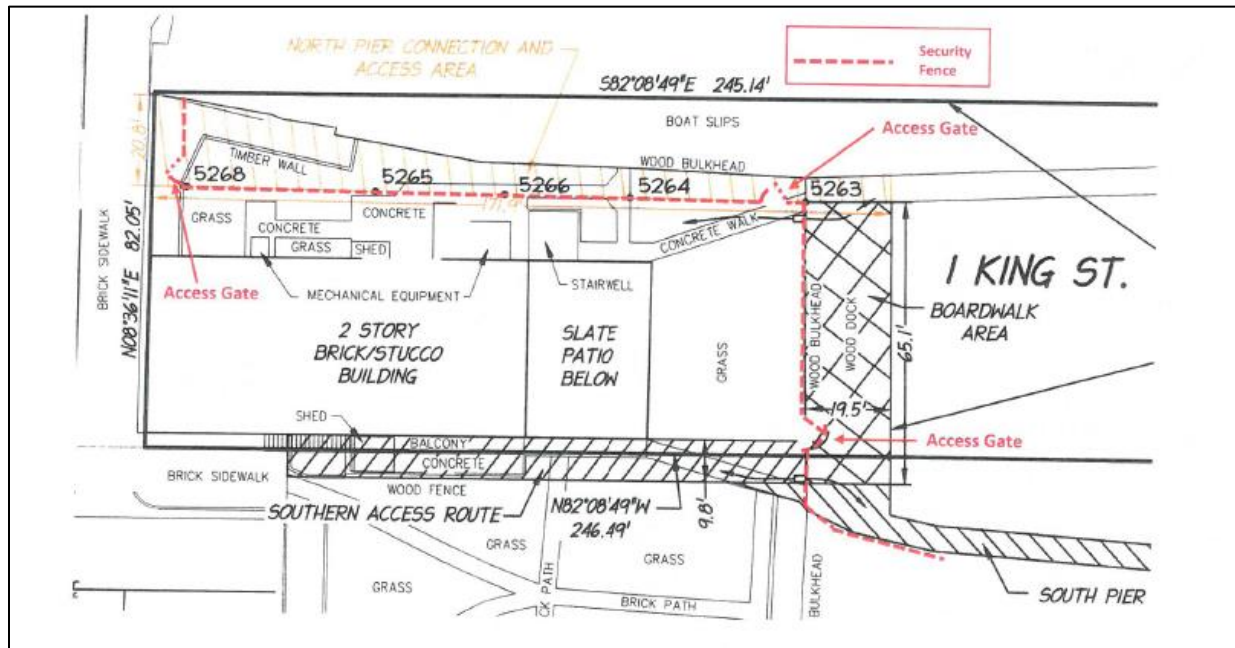 NORTH PIER CONNECTION AND
ACCESS AREA
Security
Fence
S82°08'49"E 245.14'
BOAT SLIPS
Access Gate
20.8'
TIMBER WALL
WOOD BULKHEAD
5268
5265
5266
5264
5263
171.9'
BRICK SIDEWALK
N08°36'11"E 82.05'
GRASS
CONCRETE
CONCRETE
GRASS
SHED
CONCRETE WALK
Access Gate
MECHANICAL EQUIPMENT
STAIRWELL
1 KING ST.
BOARDWALK
AREA
2 STORY
BRICK/STUCCO
BUILDING
SLATE
PATIO
BELOW
GRASS
WOOD BULKHEAD
WOOD DOCK
65.1'
19.5'
SHED
BALCONY
Access Gate
CONCRETE
BRICK SIDEWALK
WOOD FENCE
SOUTHERN ACCESS ROUTE
N82°08'49"W
246.49'
9.8'
GRASS
GRASS
GRASS
CK PATH
BRICK PATH
BULKHEAD
SOUTH PIER